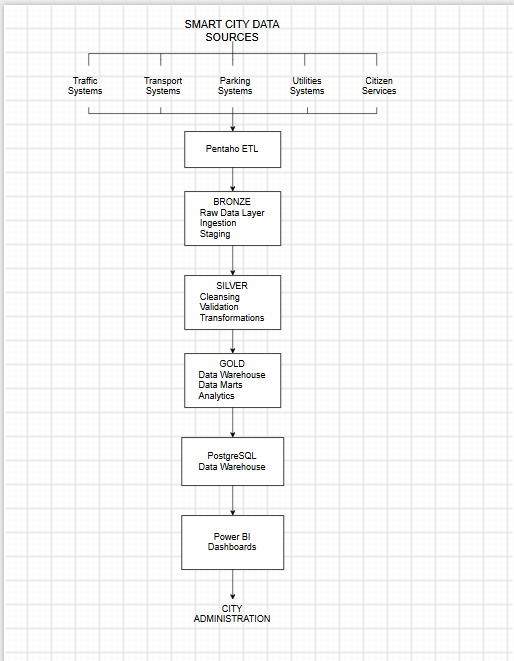 SMART CITY DATA
SOURCES
Traffic
Systems
Transport
Systems
Parking
Systems
Utilities
Systems
Citizen
Services
Pentaho ETL
BRONZE
Raw Data Layer
Ingestion
Staging
SILVER
Cleansing
Validation
Transformations
GOLD
Data Warehouse
Data Marts
Analytics
PostgreSQL
Data Warehouse
Power BI
Dashboards
CITY
ADMINISTRATION